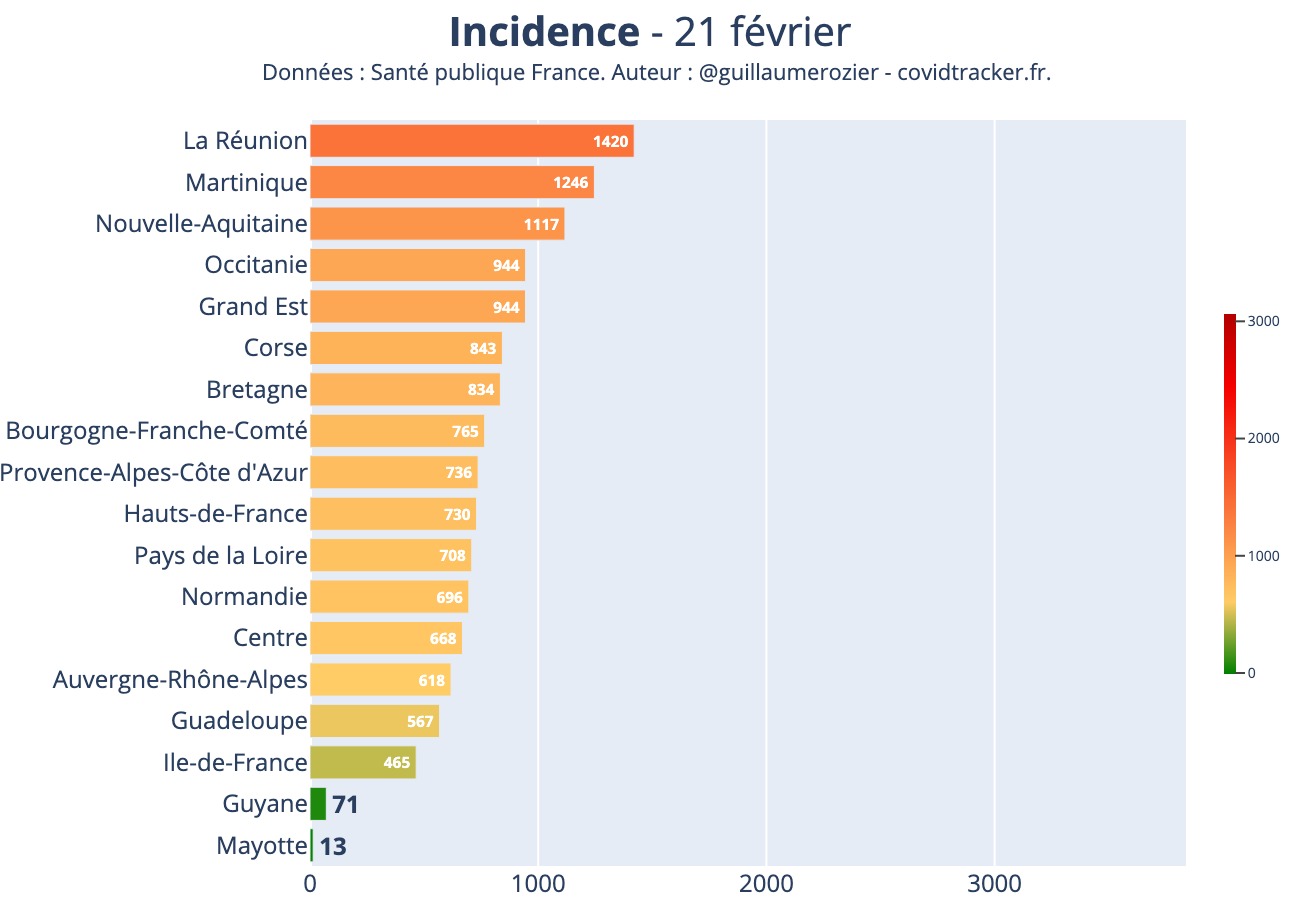 Incidence - 21 février
Données : Santé publique France. Auteur : @guillaumerozier - covidtracker.fr.
La Réunion 1420
Martinique 1246
Nouvelle-Aquitaine 1117
Occitanie 944
Grand Est 944
Corse 843
Bretagne 834
Bourgogne-Franche-Comté 765
Provence-Alpes-Côte d'Azur 736
Hauts-de-France 730
Pays de la Loire 708
Normandie 696
Centre 668
Auvergne-Rhône-Alpes 618
Guadeloupe 567
Ile-de-France 465
Guyane 71
Mayotte 13
0 1000 2000 3000
3000
2000
1000
0